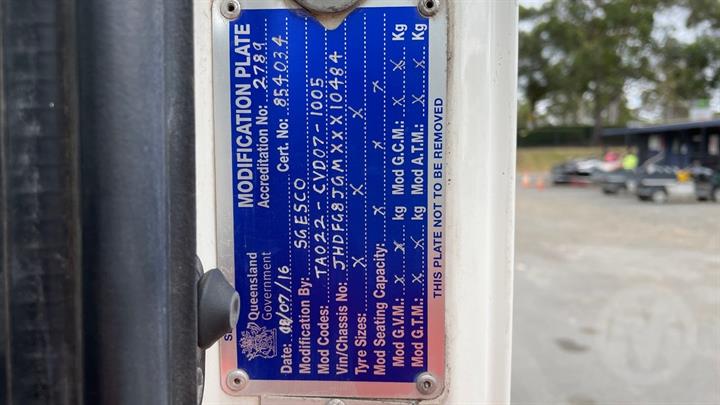 MODIFICATION PLATE
Queensland
Government
Accreditation No: 2789
Date: 08/07/16 Cert. No: 854034
Modification By: SGESCO
Mod Codes: TA022-CVD07-1005
Vin/Chassis No: JHDFG8JGMXXX10484
Tyre Sizes: X X
Mod Seating Capacity: X X X
Mod G.V.M.: X X kg Mod G.C.M.: X X Kg
Mod G.T.M.: X X kg Mod A.T.M.: X X Kg
THIS PLATE NOT TO BE REMOVED